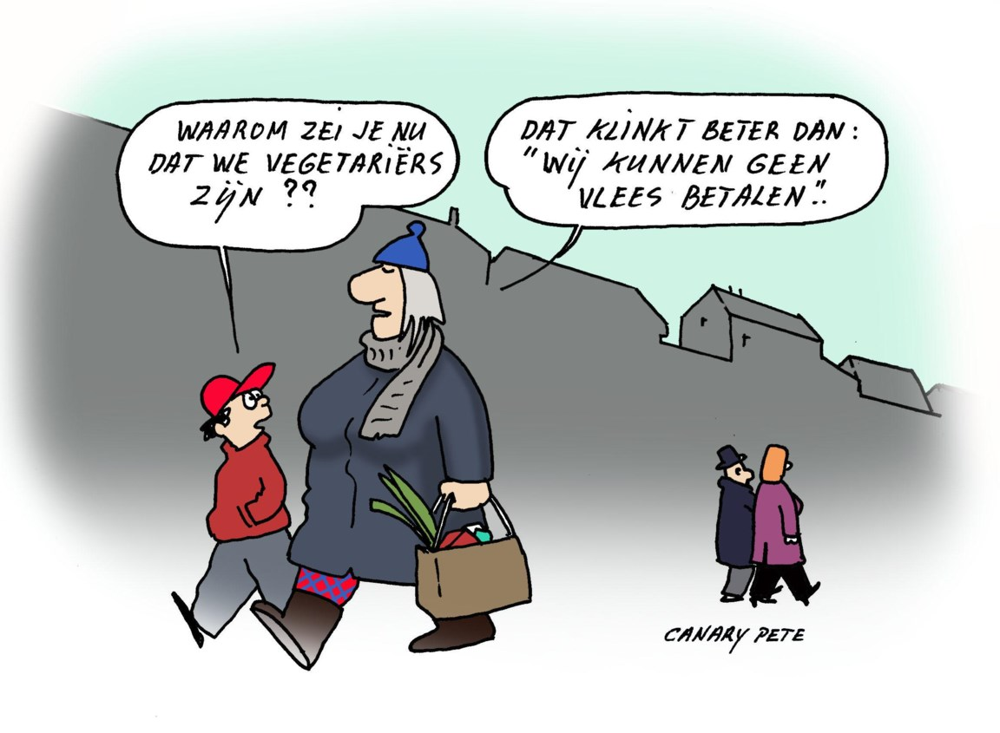 WAAROM ZEI JE NU
DAT WE VEGETARIËRS
ZIJN ??
DAT KLINKT BETER DAN:
"WIJ KUNNEN GEEN
VLEES BETALEN"..
CANARY PETE